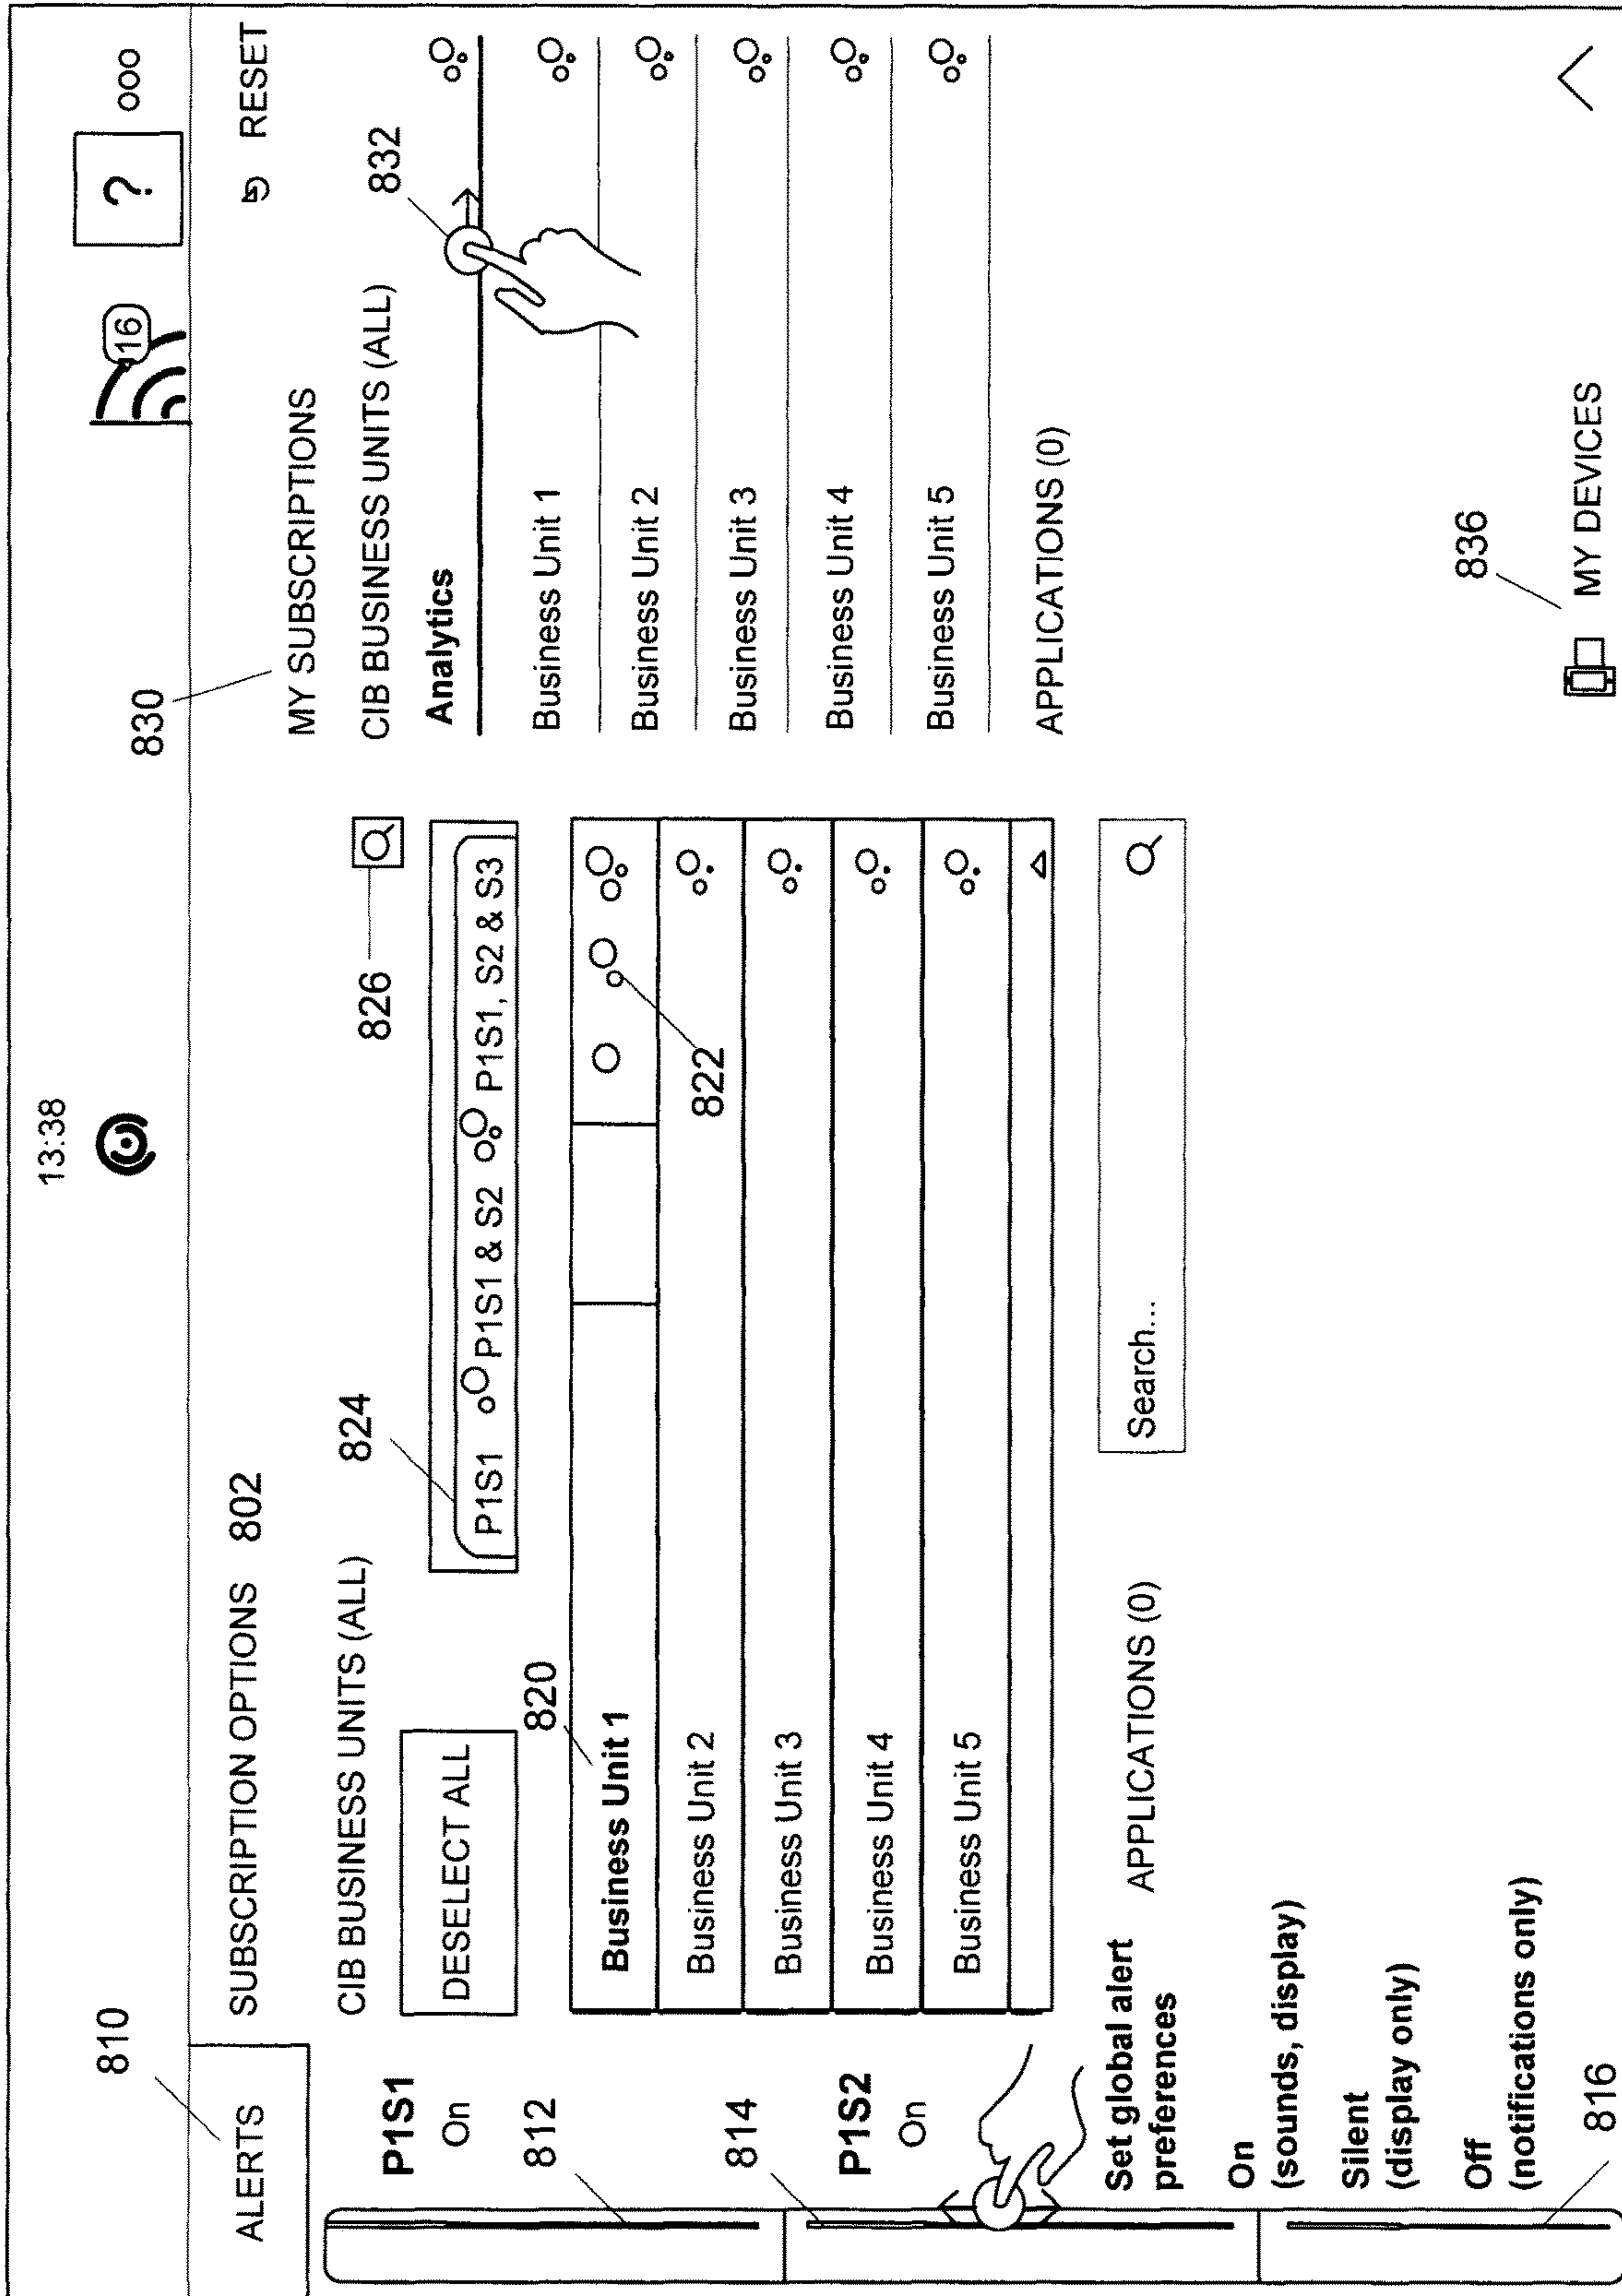 13:38
16
?
ooo
810
830
ALERTS
SUBSCRIPTION OPTIONS 802
MY SUBSCRIPTIONS
RESET
CIB BUSINESS UNITS (ALL)
824
826
CIB BUSINESS UNITS (ALL)
832
P1S1
On
DESELECT ALL
P1S1 P1S1 & S2 P1S1, S2 & S3
Analytics
812
820
Business Unit 1
Business Unit 2
Business Unit 3
Business Unit 4
Business Unit 5
822
Business Unit 1
Business Unit 2
Business Unit 3
Business Unit 4
Business Unit 5
814
P1S2
On
APPLICATIONS (0)
Search...
APPLICATIONS (0)
Set global alert
preferences
On
(sounds, display)
Silent
(display only)
Off
(notifications only)
816
836
MY DEVICES